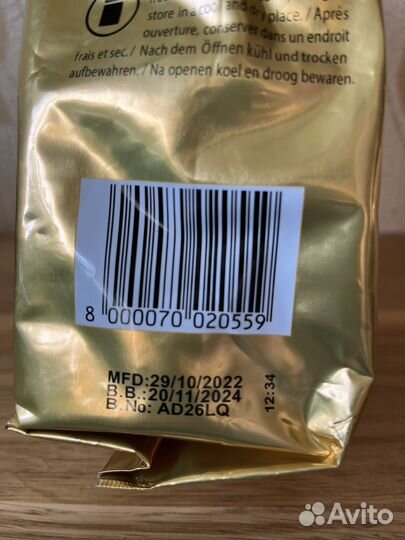 store in a cool and dry place. / Après
ouverture, conserver dans un endroit
frais et sec. / Nach dem Öffnen kühl und trocken
aufbewahren. / Na openen koel en droog bewaren.
8 000070 020559
MFD:29/10/2022
B.B.:20/11/2024
B.No: AD26LQ
12:34
Avito